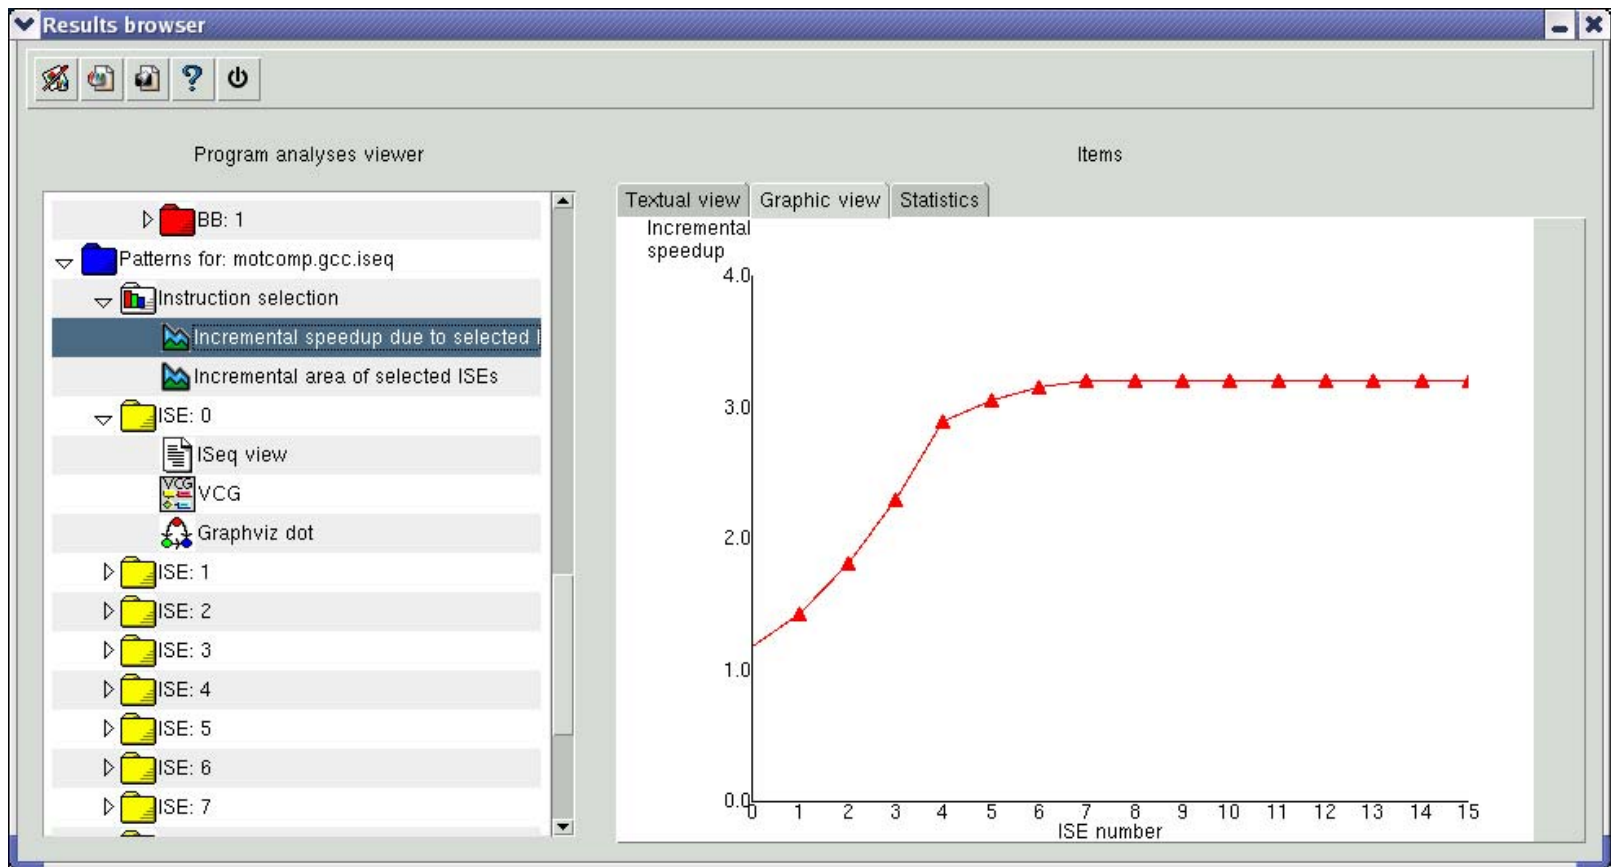 Results browser
?
Program analyses viewer
Items
BB: 1
Patterns for: motcomp.gcc.iseq
Instruction selection
Incremental speedup due to selected I
Incremental area of selected ISEs
ISE: 0
ISeq view
VCG
VCG
Graphviz dot
ISE: 1
ISE: 2
ISE: 3
ISE: 4
ISE: 5
ISE: 6
ISE: 7
Textual view
Graphic view
Statistics
Incremental
speedup
4.0
3.0
2.0
1.0
0.0
0 1 2 3 4 5 6 7 8 9 10 11 12 13 14 15
ISE number